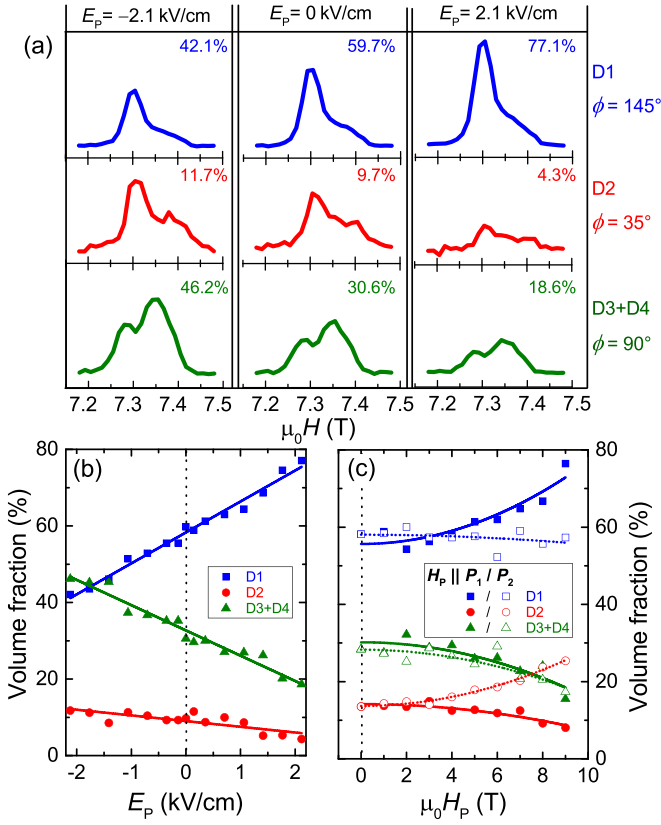 E_P = −2.1 kV/cm E_P = 0 kV/cm E_P = 2.1 kV/cm
(a)
42.1% 59.7% 77.1% D1
ϕ = 145°
11.7% 9.7% 4.3% D2
ϕ = 35°
46.2% 30.6% 18.6% D3+D4
ϕ = 90°
7.2 7.3 7.4 7.2 7.3 7.4 7.2 7.3 7.4 7.5
μ₀H (T)
(b)
80
60
40
20
0
Volume fraction (%)
D1
D2
D3+D4
-2 -1 0 1 2
E_P (kV/cm)
(c)
H_P || P₁ / P₂
/ D1
/ D2
/ D3+D4
80
60
40
20
0
Volume fraction (%)
0 2 4 6 8 10
μ₀H_P (T)